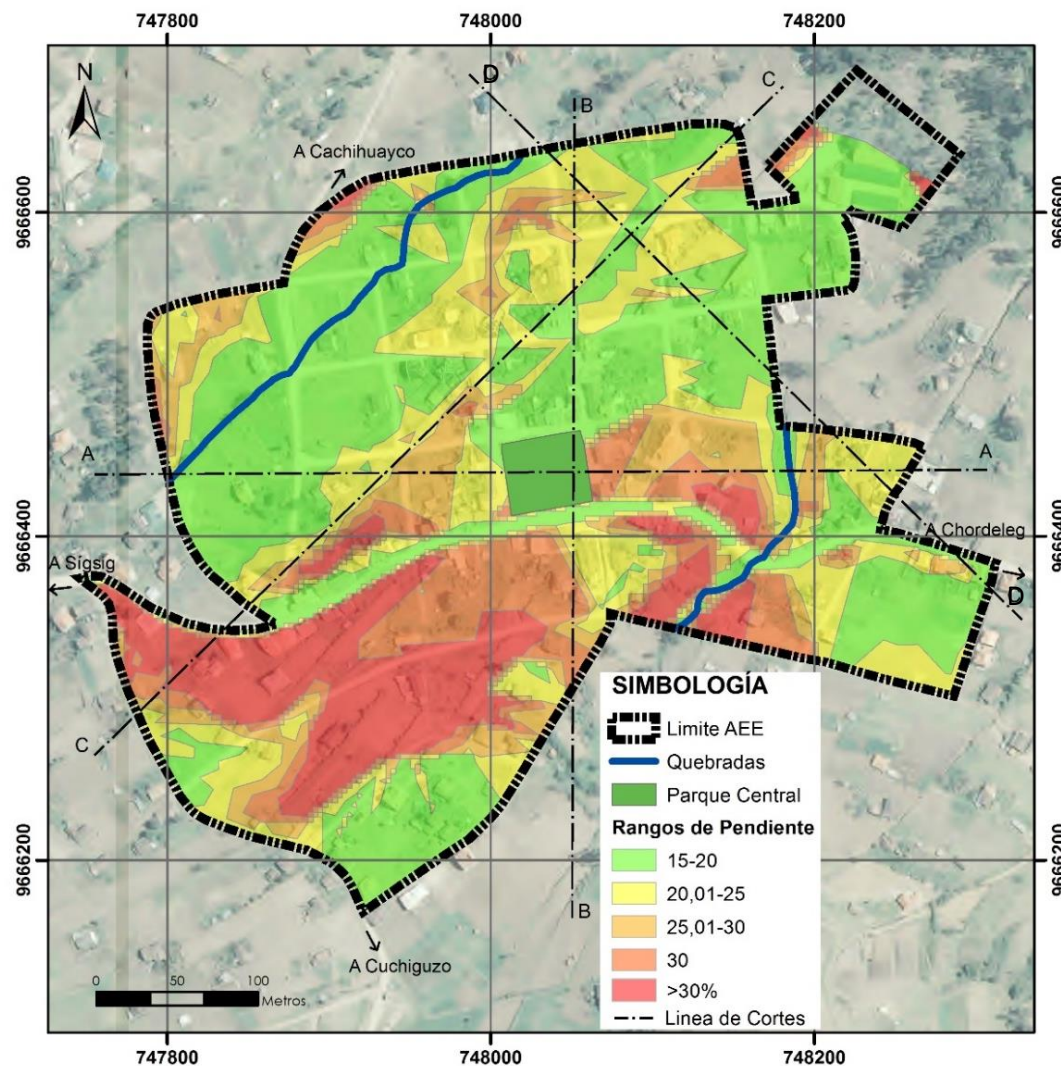 747800 748000 748200
N
D
C
B
A Cachihuayco
9666600 9666600
A A
9666400 9666400
A Chordeleg
A Sigsig
D
C
SIMBOLOGÍA
Limite AEE
Quebradas
Parque Central
Rangos de Pendiente
15-20
20,01-25
25,01-30
30
>30%
Linea de Cortes
9666200 9666200
B
A Cuchiguzo
0 50 100
Metros
747800 748000 748200